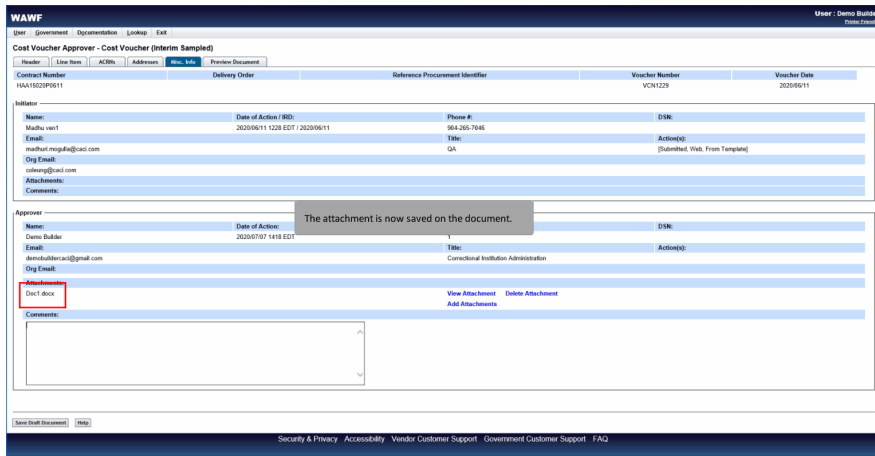 WAWF
User : Demo Builde
Printer Friend
User Government Documentation Lookup Exit
Cost Voucher Approver - Cost Voucher (Interim Sampled)
Header Line Item ACRNs Addresses Misc. Info Preview Document
Contract Number Delivery Order Reference Procurement Identifier Voucher Number Voucher Date
HAA15020P0611 VCN1229 2020/06/11
Initiator
Name: Date of Action / IRD: Phone #: DSN:
Madhu ven1 2020/06/11 1228 EDT / 2020/06/11 904-265-7046
Email: Title: Action(s):
madhuri.mogulla@caci.com QA [Submitted, Web, From Template]
Org Email:
coleung@caci.com
Attachments:
Comments:
The attachment is now saved on the document.
Approver
Name: Date of Action: DSN:
Demo Builder 2020/07/07 1418 EDT 1
Email: Title: Action(s):
demobuildercaci@gmail.com Correctional Institution Administration
Org Email:
Attachments:
Doc1.docx View Attachment Delete Attachment
Add Attachments
Comments:
Save Draft Document Help
Security & Privacy Accessibility Vendor Customer Support Government Customer Support FAQ